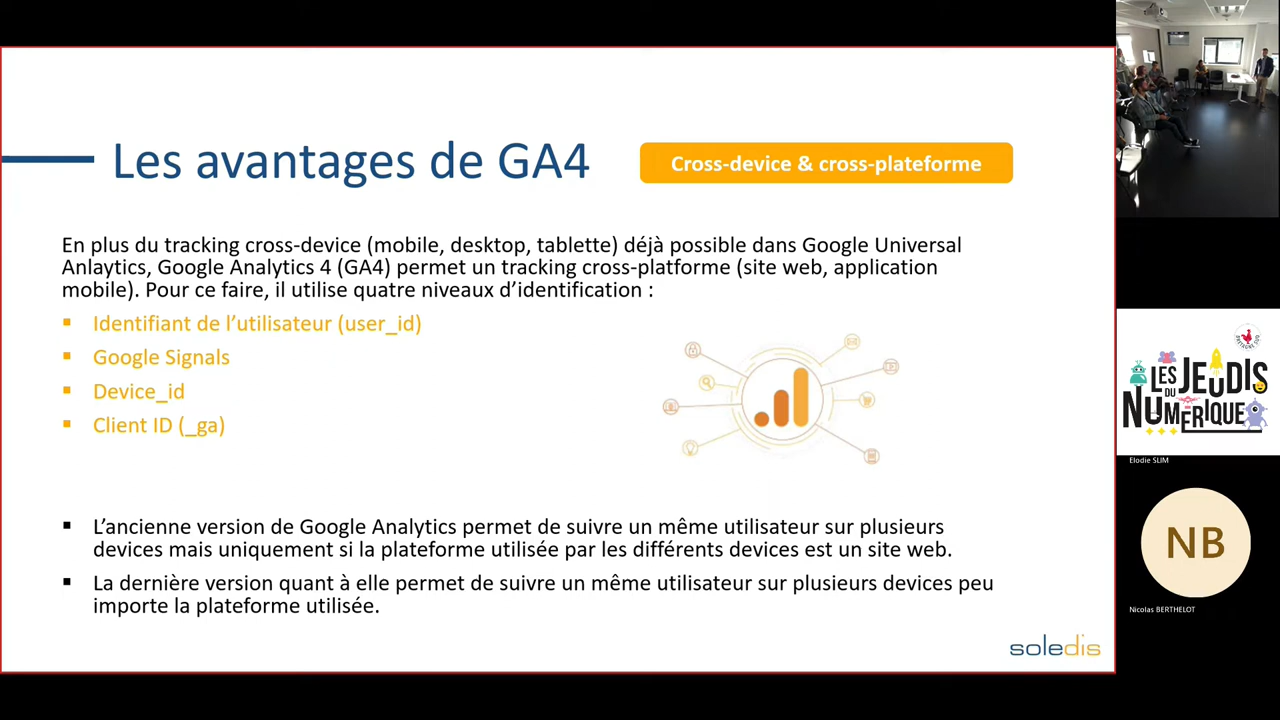 Les avantages de GA4
Cross-device & cross-plateforme
En plus du tracking cross-device (mobile, desktop, tablette) déjà possible dans Google Universal
Anlaytics, Google Analytics 4 (GA4) permet un tracking cross-platforme (site web, application
mobile). Pour ce faire, il utilise quatre niveaux d’identification :
Identifiant de l’utilisateur (user_id)
Google Signals
Device_id
Client ID (_ga)
L’ancienne version de Google Analytics permet de suivre un même utilisateur sur plusieurs
devices mais uniquement si la plateforme utilisée par les différents devices est un site web.
La dernière version quant à elle permet de suivre un même utilisateur sur plusieurs devices peu
importe la plateforme utilisée.
soledis
LES JEUDIS
DU
NUMERIQUE
Elodie SLIM
NB
Nicolas BERTHELOT